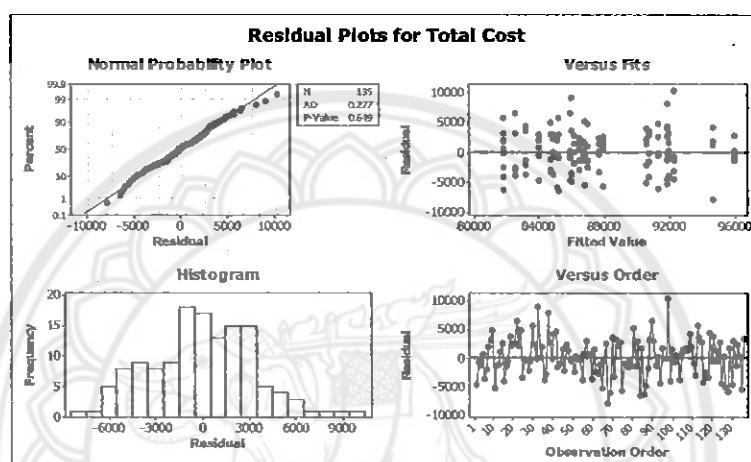 Residual Plots for Total Cost
Normal Probability Plot
Versus Fits
99.9
99
90
50
10
1
0.1
Percent
-10000 -5000 0 5000 10000
Residual
N 135
AD 0.277
P-Value 0.649
10000
5000
0
-5000
-10000
Residual
80000 84000 88000 92000 96000
Fitted Value
Histogram
Versus Order
20
15
10
5
0
Frequency
-6000 -3000 0 3000 6000 9000
Residual
10000
5000
0
-5000
-10000
Residual
1 10 20 30 40 50 60 70 80 90 100 110 120 130
Observation Order